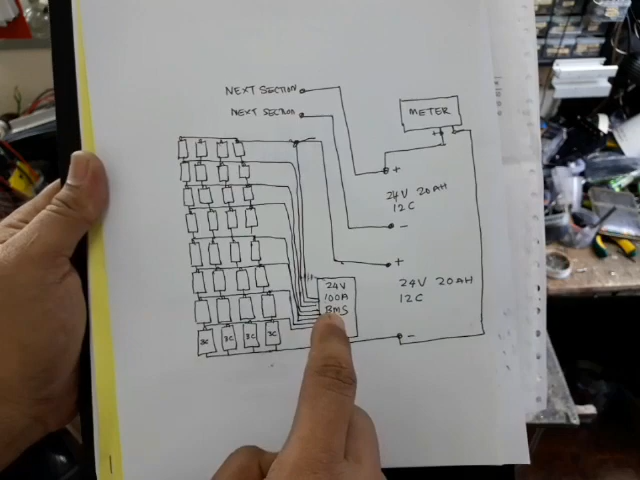 NEXT SECTION
NEXT SECTION
METER
+ -
+
24V 20AH
12C
-
+
24V 20AH
12C
24V
100A
BMS
3C 3C 3C 3C
-